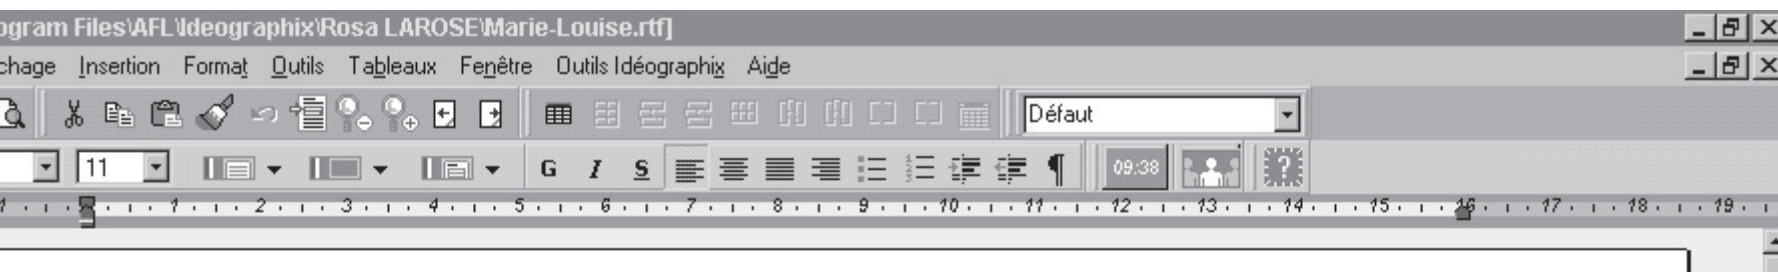 ogram Files\AFL\Ideographix\Rosa LAROSE\Marie-Louise.rtf]
chage Insertion Format Outils Tableaux Fenêtre Outils Idéographix Aide
Défaut
11 G I S ¶ 09:38 ?
1 1 2 3 4 5 6 7 8 9 10 11 12 13 14 15 16 17 18 19